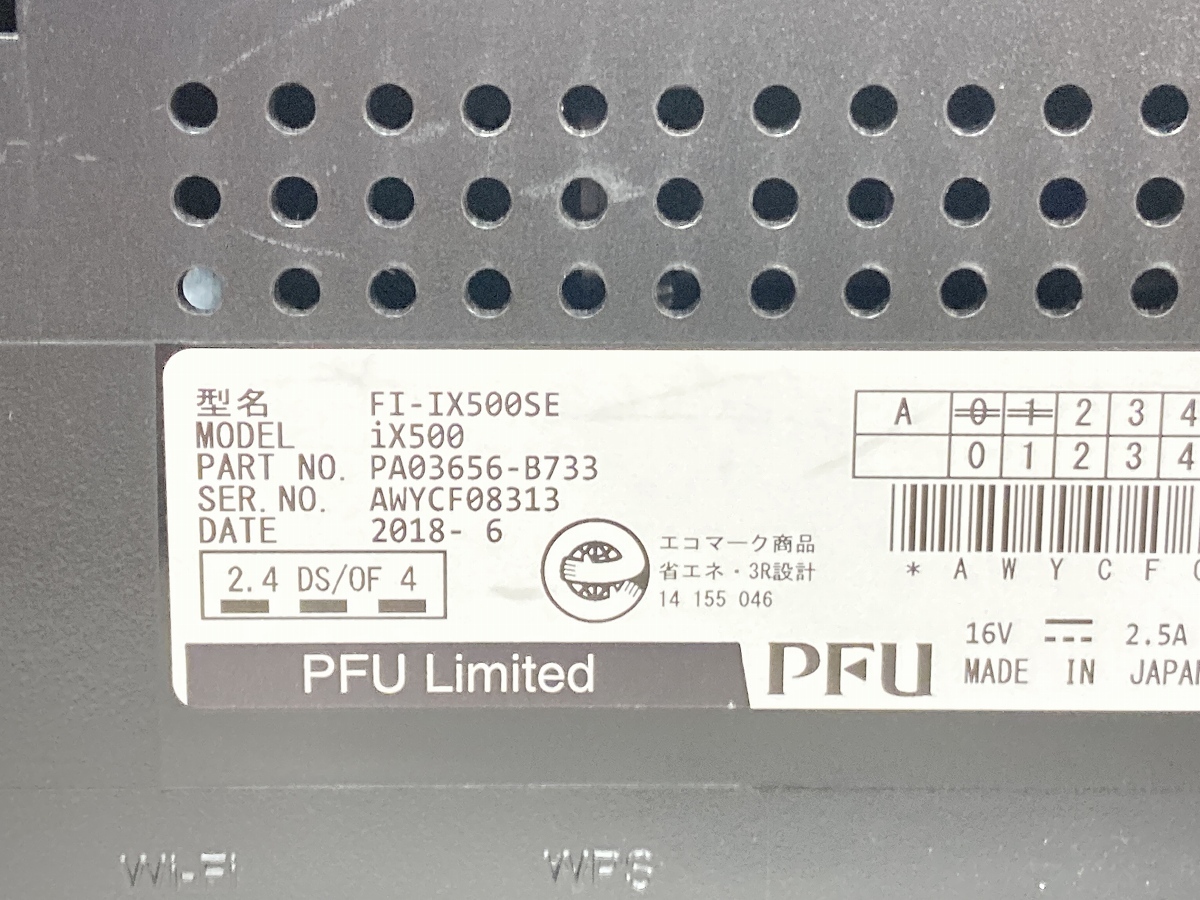 型名 FI-IX500SE
MODEL iX500
PART NO. PA03656-B733
SER.NO. AWYCF08313
DATE 2018- 6
2.4 DS/OF 4
エコマーク商品
省エネ・3R設計
14 155 046
A 0 1 2 3 4
0 1 2 3 4
* A W Y C F
16V 2.5A
MADE IN JAPAN
PFU Limited
PFU
WI-FI WPS